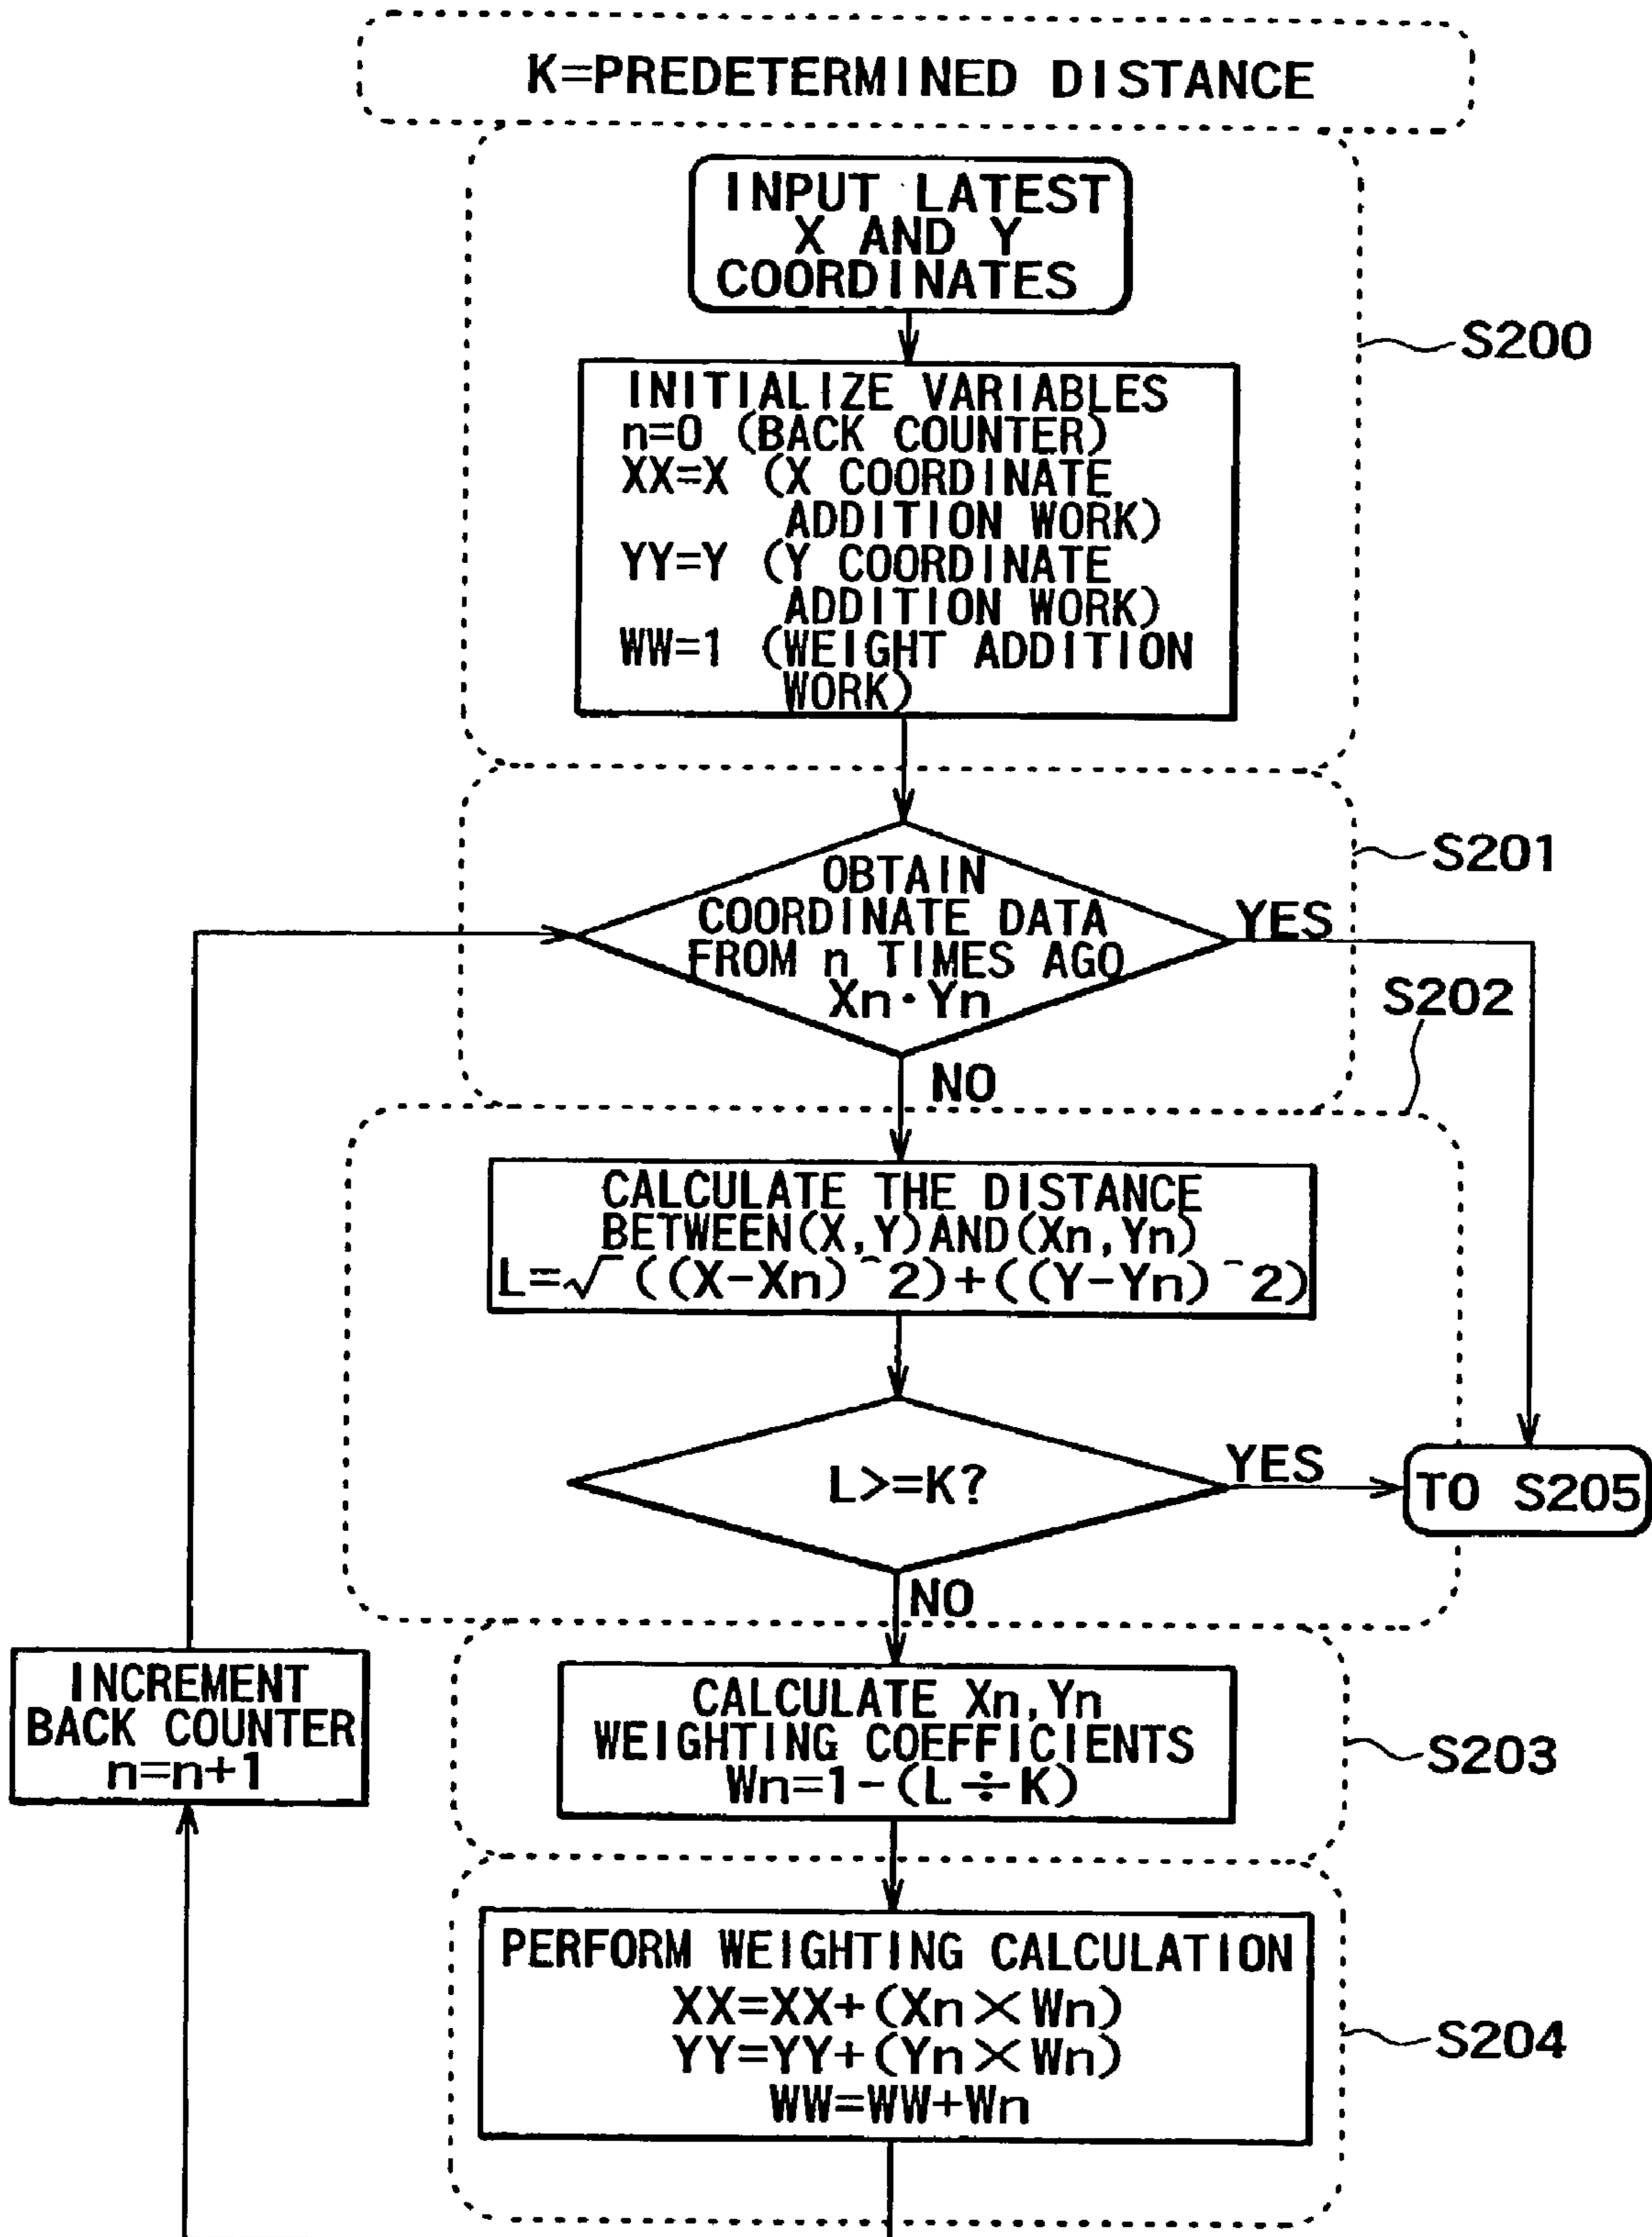 K=PREDETERMINED DISTANCE
INPUT LATEST
X AND Y
COORDINATES
S200
INITIALIZE VARIABLES
n=0 (BACK COUNTER)
XX=X (X COORDINATE
ADDITION WORK)
YY=Y (Y COORDINATE
ADDITION WORK)
WW=1 (WEIGHT ADDITION
WORK)
S201
OBTAIN
COORDINATE DATA
FROM n TIMES AGO
Xn·Yn
YES
S202
NO
CALCULATE THE DISTANCE
BETWEEN(X,Y)AND(Xn,Yn)
L=√‾((X-Xn)‾2)+((Y-Yn)‾2)
L>=K?
YES
TO S205
NO
INCREMENT
BACK COUNTER
n=n+1
CALCULATE Xn,Yn
WEIGHTING COEFFICIENTS
Wn=1-(L÷K)
S203
PERFORM WEIGHTING CALCULATION
XX=XX+(Xn×Wn)
YY=YY+(Yn×Wn)
WW=WW+Wn
S204